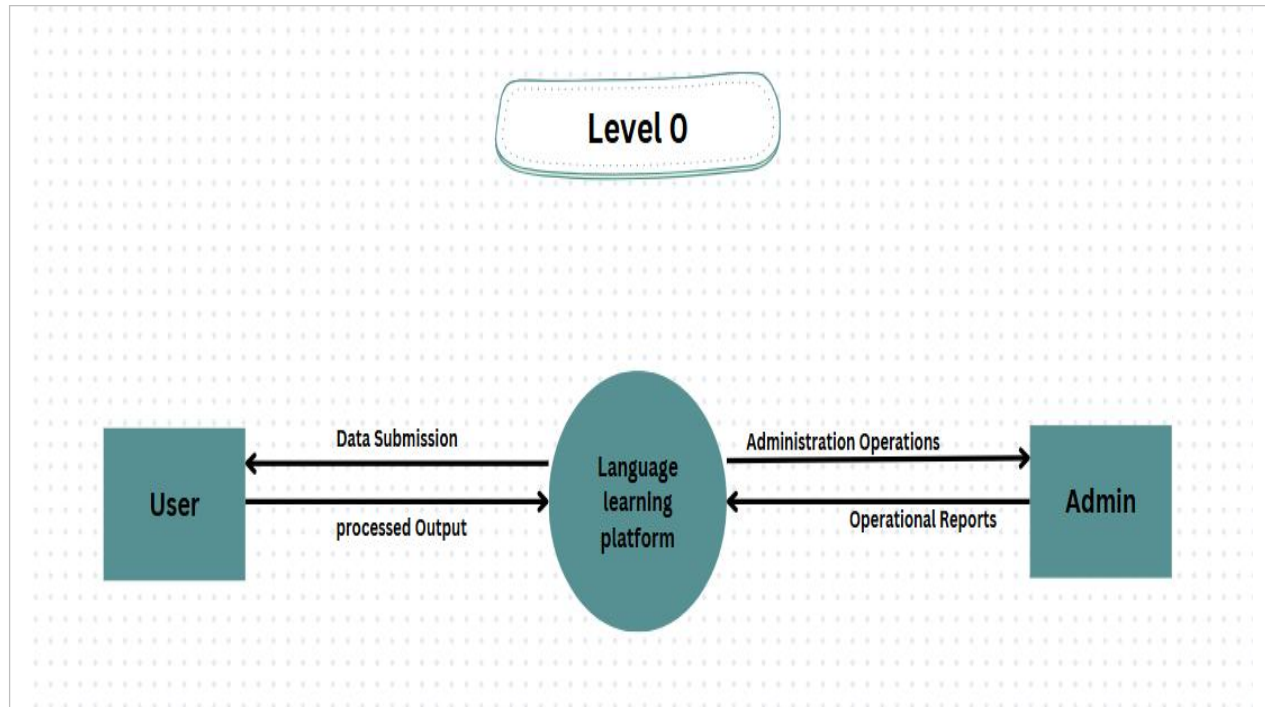 Level 0
Data Submission
Administration Operations
User
Language
learning
platform
Admin
processed Output
Operational Reports